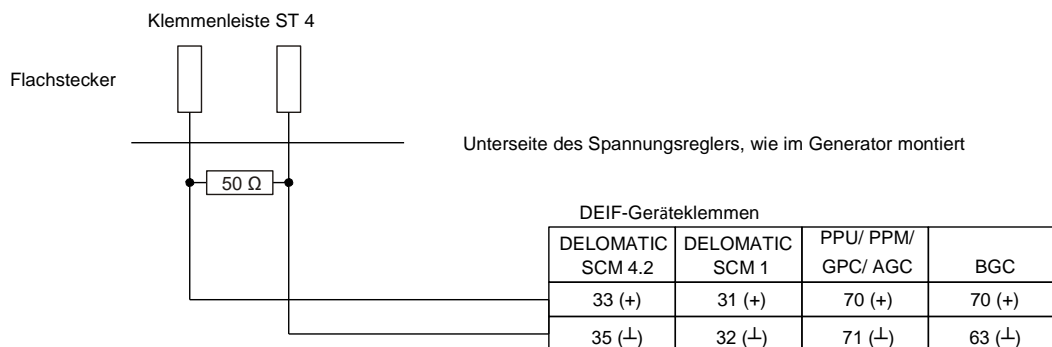 Klemmenleiste ST 4
Flachstecker
Unterseite des Spannungsreglers, wie im Generator montiert
50 Ω
DEIF-Geräteklemmen
DELOMATIC SCM 4.2 DELOMATIC SCM 1 PPU/ PPM/ GPC/ AGC BGC
33 (+) 31 (+) 70 (+) 70 (+)
35 (⊥) 32 (⊥) 71 (⊥) 63 (⊥)